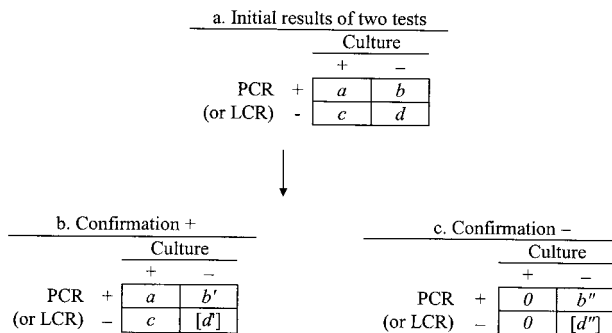 a. Initial results of two tests
Culture
+ −
PCR + a b
(or LCR) - c d
b. Confirmation +
Culture
+ −
PCR + a b'
(or LCR) − c [d']
c. Confirmation −
Culture
+ −
PCR + 0 b"
(or LCR) − 0 [d"]